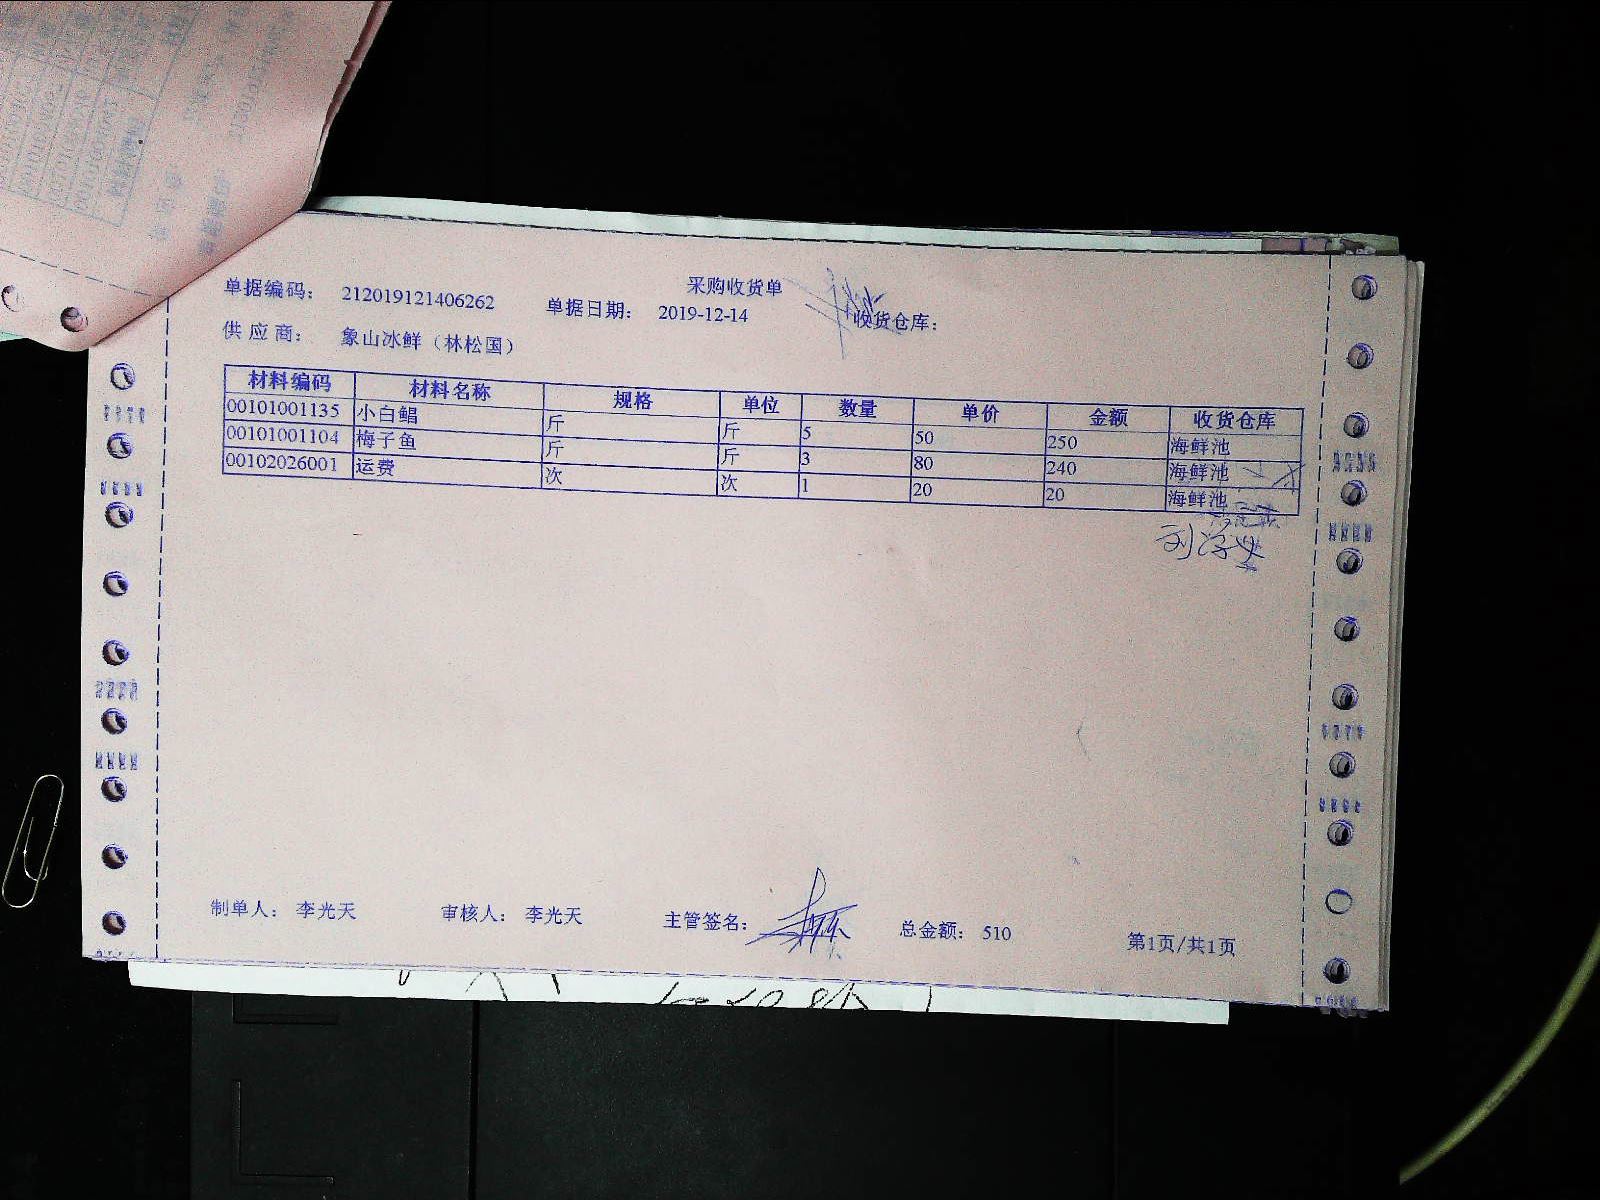 采购收货单
单据编码： 212019121406262 单据日期： 2019-12-14 收货仓库：
供应商： 象山冰鲜（林松国）
材料编码 材料名称 规格 单位 数量 单价 金额 收货仓库
00101001135 小白鲳 斤 斤 5 50 250 海鲜池
00101001104 梅子鱼 斤 斤 3 80 240 海鲜池
00102026001 运费 次 次 1 20 20 海鲜池
制单人： 李光天 审核人： 李光天 主管签名： 总金额： 510 第1页/共1页